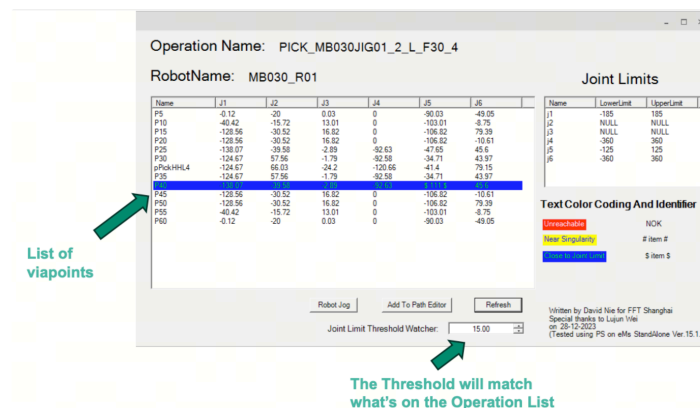 Operation Name: PICK_MB030JIG01_2_L_F30_4
RobotName: MB030_R01
Joint Limits
Name J1 J2 J3 J4 J5 J6
P5 -0.12 -20 0.03 0 -90.03 -49.05
P10 -40.42 -15.72 13.01 0 -103.01 -8.75
P15 -128.56 -30.52 16.82 0 -106.82 79.39
P20 -128.56 -30.52 16.82 0 -106.82 -10.61
P25 -138.07 -39.58 -2.89 -92.63 -47.65 45.6
P30 -124.67 57.56 -1.79 -92.58 -34.71 43.97
pPickHHL4 -124.67 66.03 -24.2 -120.66 -41.4 79.15
P35 -124.67 57.56 -1.79 -92.58 -34.71 43.97
P40 -138.07 -39.58 -2.89 -92.63 $ 111 $ 45.6
P45 -128.56 -30.52 16.82 0 -106.82 -10.61
P50 -128.56 -30.52 16.82 0 -106.82 79.39
P55 -40.42 -15.72 13.01 0 -103.01 -8.75
P60 -0.12 -20 0.03 0 -90.03 -49.05
Name LowerLimit UpperLimit
j1 -185 185
j2 NULL NULL
j3 NULL NULL
j4 -360 360
j5 -125 125
j6 -360 360
Text Color Coding And Identifier
Unreachable NOK
Near Singularity # item #
Close to Joint Limit $ item $
List of
viapoints
Robot Jog Add To Path Editor Refresh
Joint Limit Threshold Watcher: 15.00
Written by David Nie for FFT Shanghai
Special thanks to Lujun Wei
on 28-12-2023
(Tested using PS on eMs StandAlone Ver.15.1.
The Threshold will match
what's on the Operation List